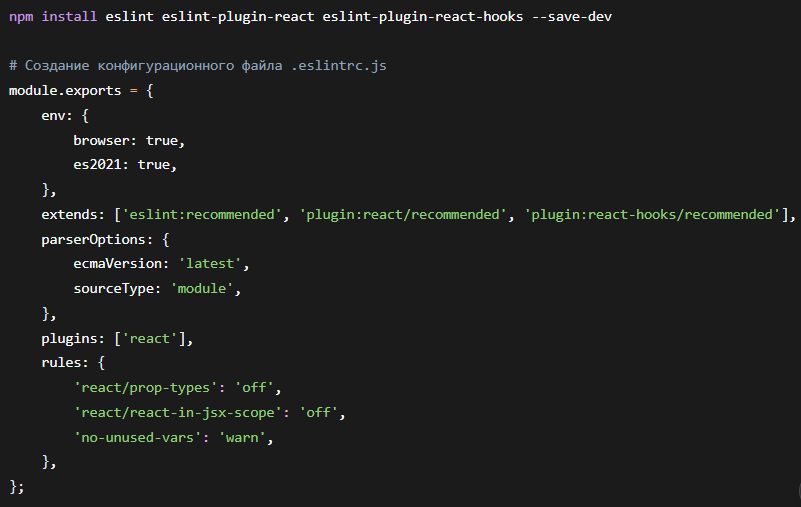 npm install eslint eslint-plugin-react eslint-plugin-react-hooks --save-dev

# Создание конфигурационного файла .eslintrc.js
module.exports = {
    env: {
        browser: true,
        es2021: true,
    },
    extends: ['eslint:recommended', 'plugin:react/recommended', 'plugin:react-hooks/recommended'],
    parserOptions: {
        ecmaVersion: 'latest',
        sourceType: 'module',
    },
    plugins: ['react'],
    rules: {
        'react/prop-types': 'off',
        'react/react-in-jsx-scope': 'off',
        'no-unused-vars': 'warn',
    },
};